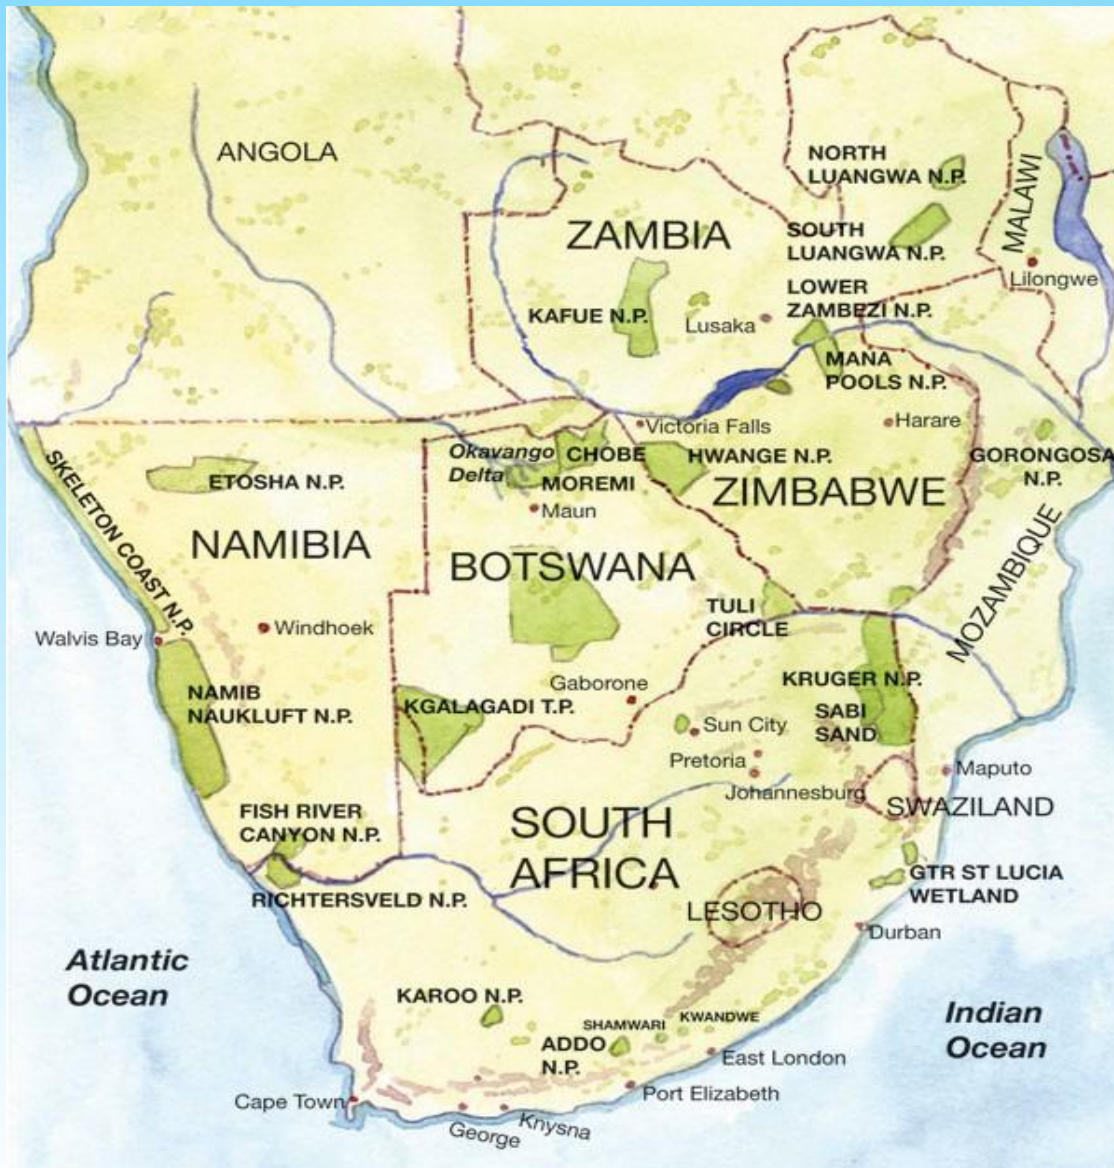 ANGOLA
NORTH
LUANGWA N.P.
MALAWI
ZAMBIA
SOUTH
LUANGWA N.P.
Lilongwe
LOWER
ZAMBEZI N.P.
KAFUE N.P.
Lusaka
MANA
POOLS N.P.
Harare
Victoria Falls
Okavango
Delta
CHOBE
HWANGE N.P.
GORONGOSA
N.P.
SKELETON COAST N.P.
ETOSHA N.P.
MOREMI
ZIMBABWE
Maun
NAMIBIA
BOTSWANA
MOZAMBIQUE
TULI
CIRCLE
Walvis Bay
Windhoek
Gaborone
KRUGER N.P.
NAMIB
NAUKLUFT N.P.
KGALAGADI T.P.
SABI
SAND
Sun City
Pretoria
Maputo
Johannesburg
SWAZILAND
FISH RIVER
CANYON N.P.
SOUTH
AFRICA
GTR ST LUCIA
WETLAND
RICHTERSVELD N.P.
LESOTHO
Durban
Atlantic
Ocean
KAROO N.P.
SHAMWARI
KWANDWE
Indian
Ocean
ADDO
N.P.
East London
Port Elizabeth
Cape Town
George
Knysna